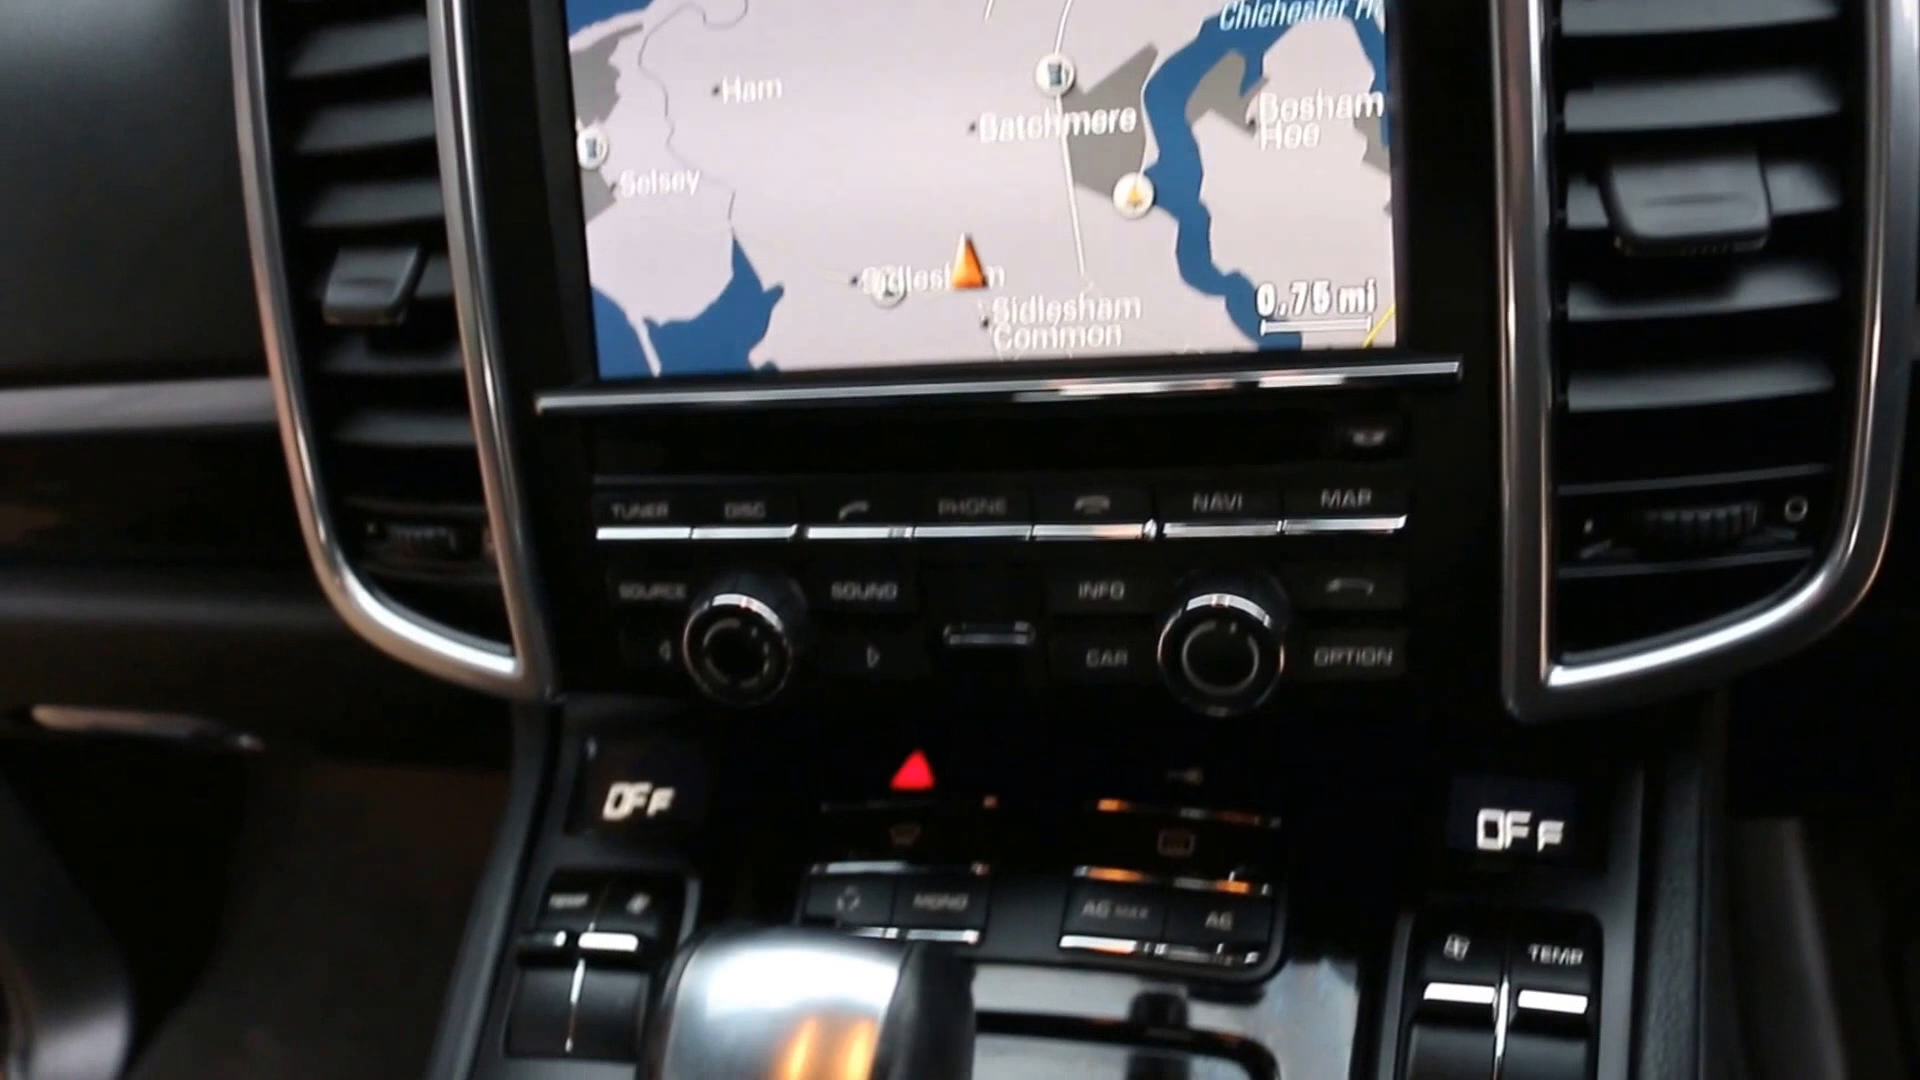 Chichester H
Ham
Batchmere
Bosham
Hoe
Selsey
Sidlesham
Sidlesham
Common
0.75 mi
TUNER
DISC
PHONE
NAVI
MAP
SOURCE
SOUND
INFO
CAR
OPTION
OFF
OFF
TEMP
MONO
AC MAX
AC
TEMP